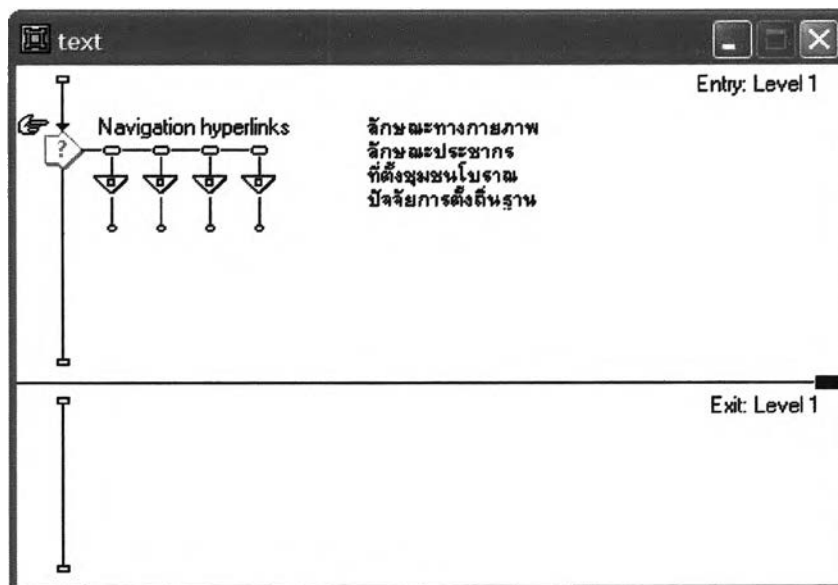 text
Entry: Level 1
Navigation hyperlinks
ลักษณะทางกายภาพ
ลักษณะประชากร
ที่ตั้งชุมชนโบราณ
ปัจจัยการตั้งถิ่นฐาน
?
Exit: Level 1